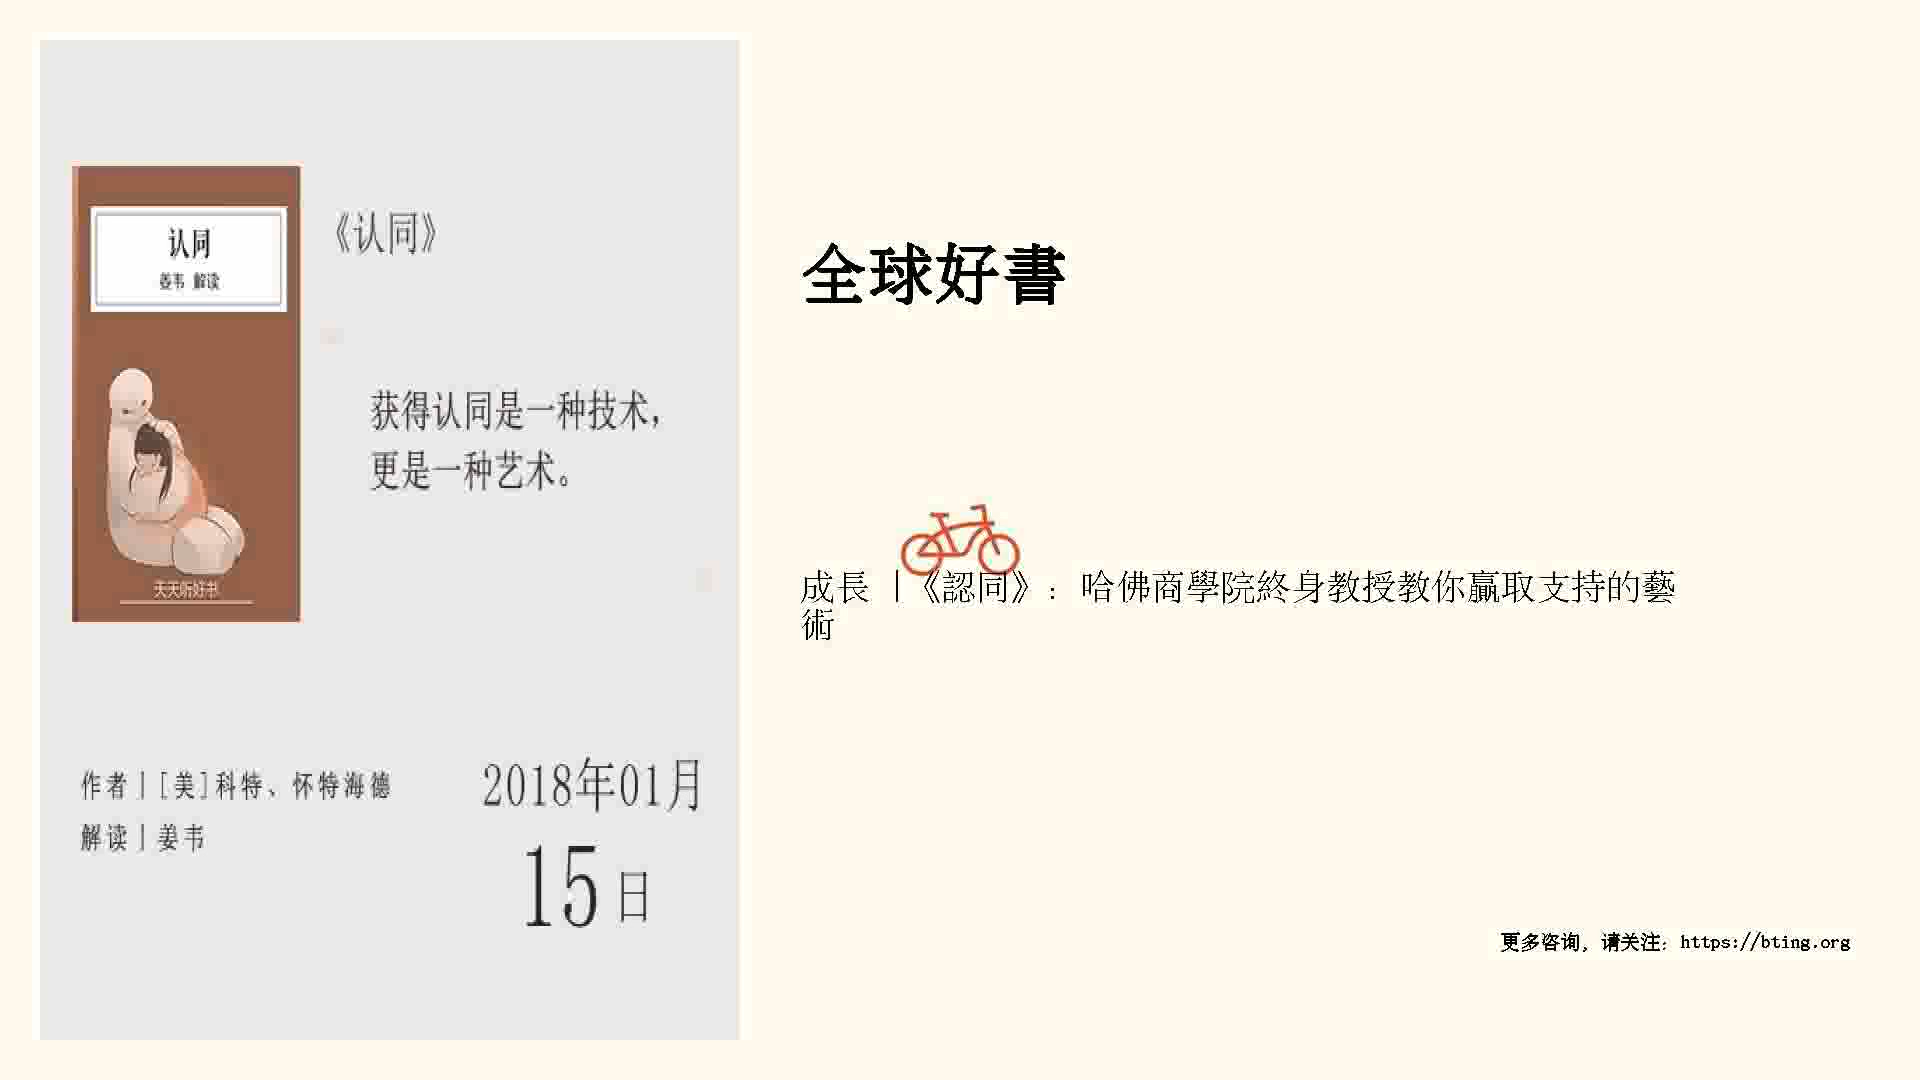 认同
姜韦 解读
天天听好书
《认同》
获得认同是一种技术,
更是一种艺术。
作者丨[美]科特、怀特海德
解读丨姜韦
2018年01月
15日
全球好書
成長 |《認同》: 哈佛商學院終身教授教你贏取支持的藝
術
更多咨询, 请关注: https://bting.org